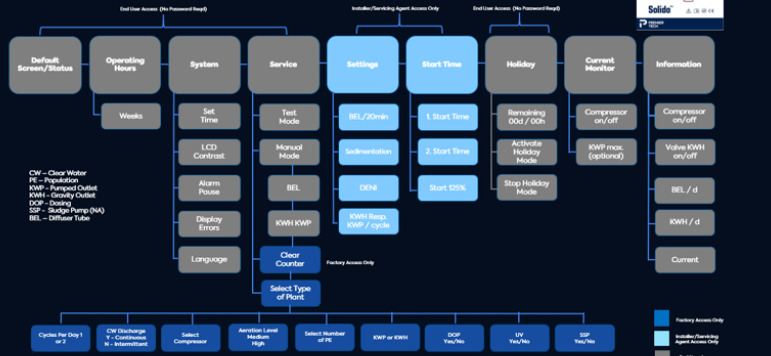 End User Access (No Password Reqd)
Installer/Servicing Agent Access Only
End User Access (No Password Reqd)
Solido
PREMIER
TECH
Default
Screen/Status
Operating
Hours
System
Service
Settings
Start Time
Holiday
Current
Monitor
Information
Weeks
Set
Time
LCD
Contrast
Alarm
Pause
Display
Errors
Language
Test
Mode
Manual
Mode
BEL
KWH KWP
Clear
Counter
Factory Access Only
Select Type
of Plant
BEL/20min
Sedimentation
DENI
KWH Resp.
KWP / cycle
1. Start Time
2. Start Time
Start 125%
Remaining
00d / 00h
Activate
Holiday
Mode
Stop Holiday
Mode
Compressor
on/off
KWP max.
(optional)
Compressor
on/off
Valve KWH
on/off
BEL / d
KWH / d
Current
CW – Clear Water
PE – Population
KWP - Pumped Outlet
KWH - Gravity Outlet
DOP - Dosing
SSP – Sludge Pump (NA)
BEL – Diffuser Tube
Cycles Per Day 1
or 2
CW Discharge
Y - Continuous
N - Intermittent
Select
Compressor
Aeration Level
Medium
High
Select Number
of PE
KWP or KWH
DOP
Yes/No
UV
Yes/No
SSP
Yes/No
Factory Access Only
Installer/Servicing
Agent Access Only